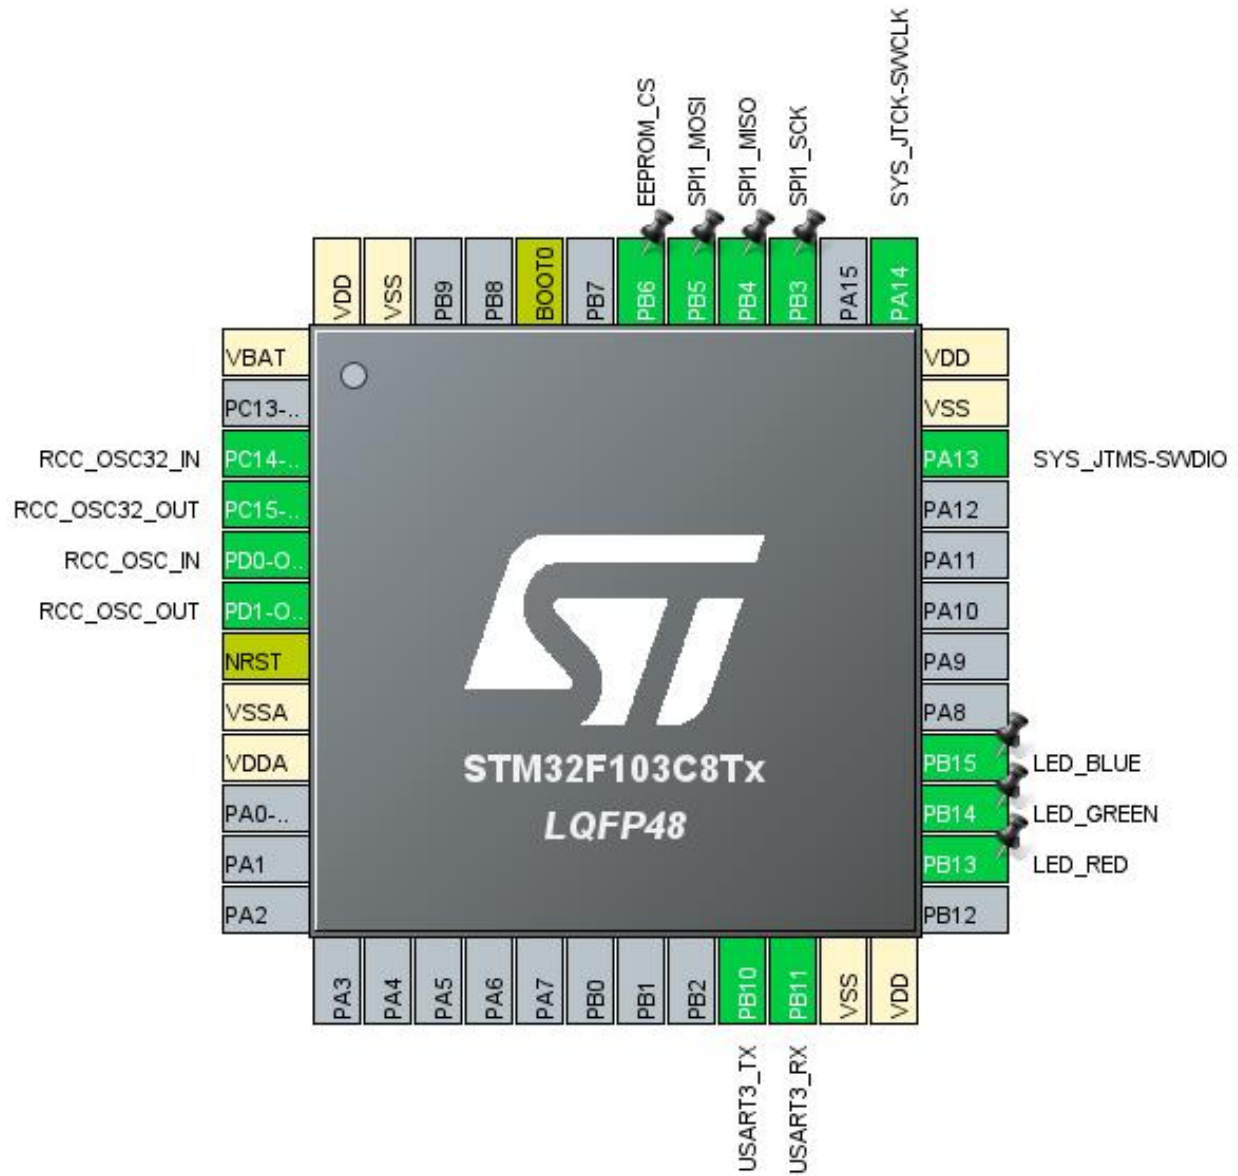 EEPROM_CS
SPI1_MOSI
SPI1_MISO
SPI1_SCK
SYS_JTCK-SWCLK
VDD
VSS
PB9
PB8
BOOT0
PB7
PB6
PB5
PB4
PB3
PA15
PA14
VBAT
PC13-..
RCC_OSC32_IN PC14-..
RCC_OSC32_OUT PC15-..
RCC_OSC_IN PD0-O..
RCC_OSC_OUT PD1-O..
NRST
VSSA
VDDA
PA0-..
PA1
PA2
ST
STM32F103C8Tx
LQFP48
VDD
VSS
PA13 SYS_JTMS-SWDIO
PA12
PA11
PA10
PA9
PA8
PB15 LED_BLUE
PB14 LED_GREEN
PB13 LED_RED
PB12
PA3
PA4
PA5
PA6
PA7
PB0
PB1
PB2
PB10
PB11
VSS
VDD
USART3_TX
USART3_RX